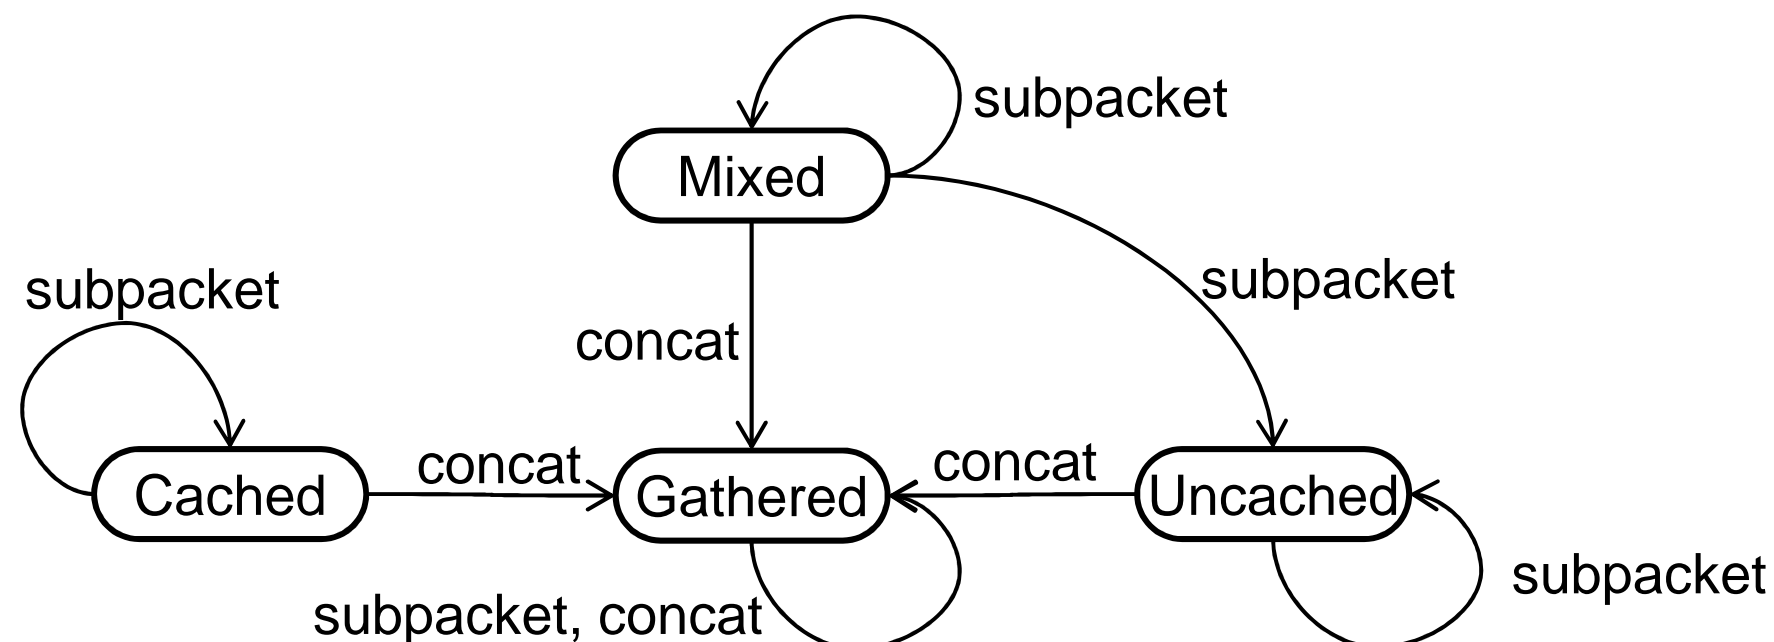 subpacket
Mixed
subpacket
subpacket
concat
concat
concat
Cached
Gathered
Uncached
subpacket
subpacket, concat